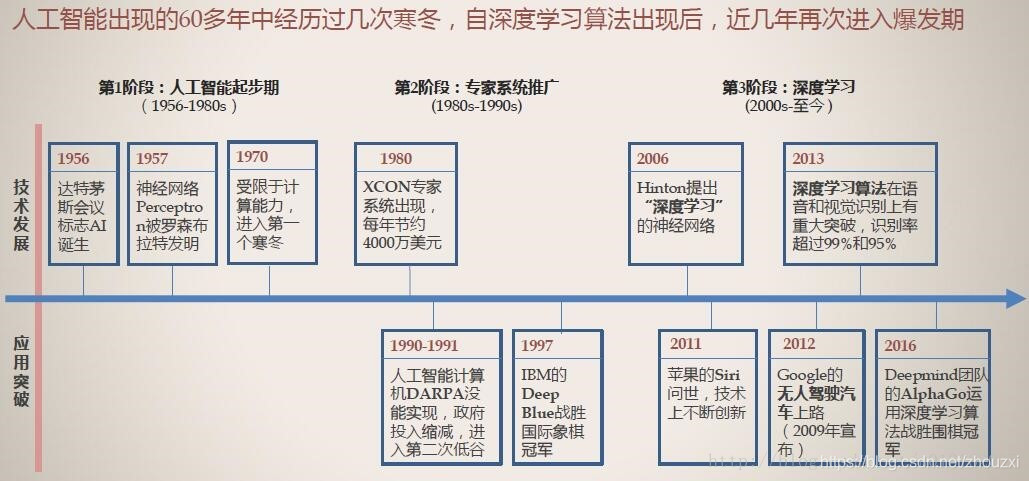 人工智能出现的60多年中经历过几次寒冬，自深度学习算法出现后，近几年再次进入爆发期
第1阶段：人工智能起步期
（1956-1980s）
第2阶段：专家系统推广
(1980s-1990s)
第3阶段：深度学习
(2000s-至今）
技术发展
1956
达特茅
斯会议
标志AI
诞生
1957
神经网络
Perceptro
n被罗森布
拉特发明
1970
受限于计
算能力，
进入第一
个寒冬
1980
XCON专家
系统出现，
每年节约
4000万美元
2006
Hinton提出
“深度学习”
的神经网络
2013
深度学习算法在语
音和视觉识别上有
重大突破，识别率
超过99%和95%
应用突破
1990-1991
人工智能计算
机DARPA没
能实现，政府
投入缩减，进
入第二次低谷
1997
IBM的
Deep
Blue战胜
国际象棋
冠军
2011
苹果的Siri
问世，技术
上不断创新
2012
Google的
无人驾驶汽
车上路
（2009年宣
布）
2016
Deepmind团队
的AlphaGo运
用深度学习算
法战胜围棋冠
军
https://blog.csdn.net/zhouzxi